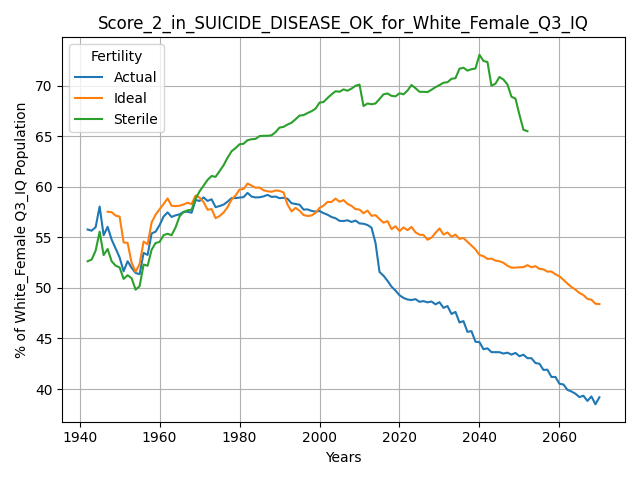 Score_2_in_SUICIDE_DISEASE_OK_for_White_Female_Q3_IQ
Fertility
Actual
Ideal
Sterile
% of White_Female Q3_IQ Population
70
65
60
55
50
45
40
1940
1960
1980
2000
2020
2040
2060
Years